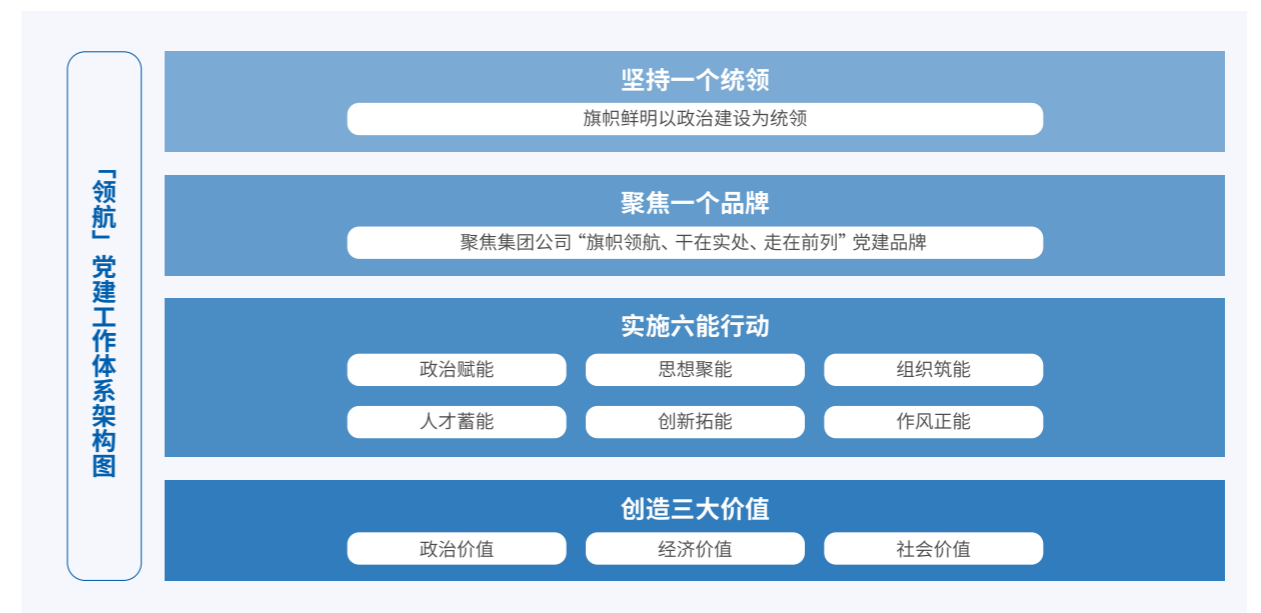 「领航」党建工作体系架构图
坚持一个统领
旗帜鲜明以政治建设为统领
聚焦一个品牌
聚焦集团公司“旗帜领航、干在实处、走在前列”党建品牌
实施六能行动
政治赋能
思想聚能
组织筑能
人才蓄能
创新拓能
作风正能
创造三大价值
政治价值
经济价值
社会价值